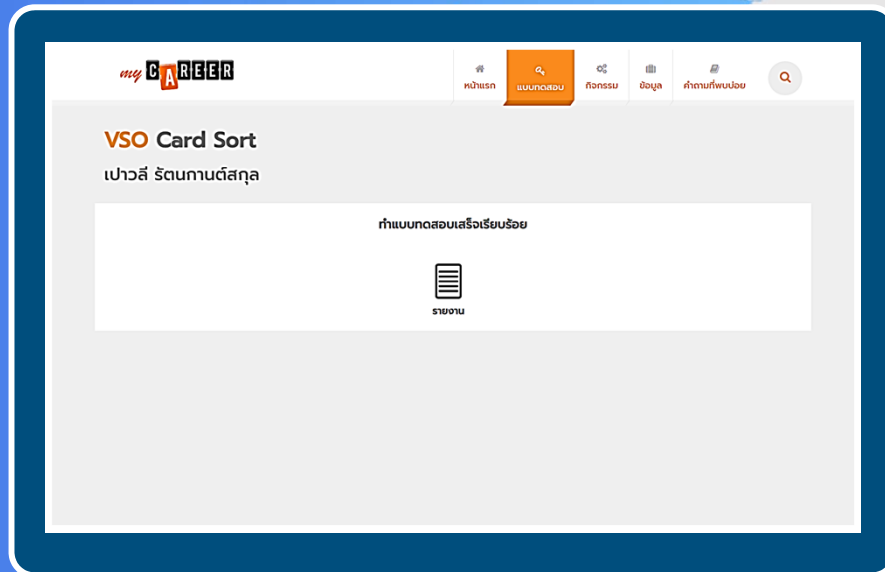 my CAREER
หน้าแรก
แบบทดสอบ
กิจกรรม
ข้อมูล
คำถามที่พบบ่อย
VSO Card Sort
เปาวลี รัตนกานต์สกุล
ทำแบบทดสอบเสร็จเรียบร้อย
รายงาน